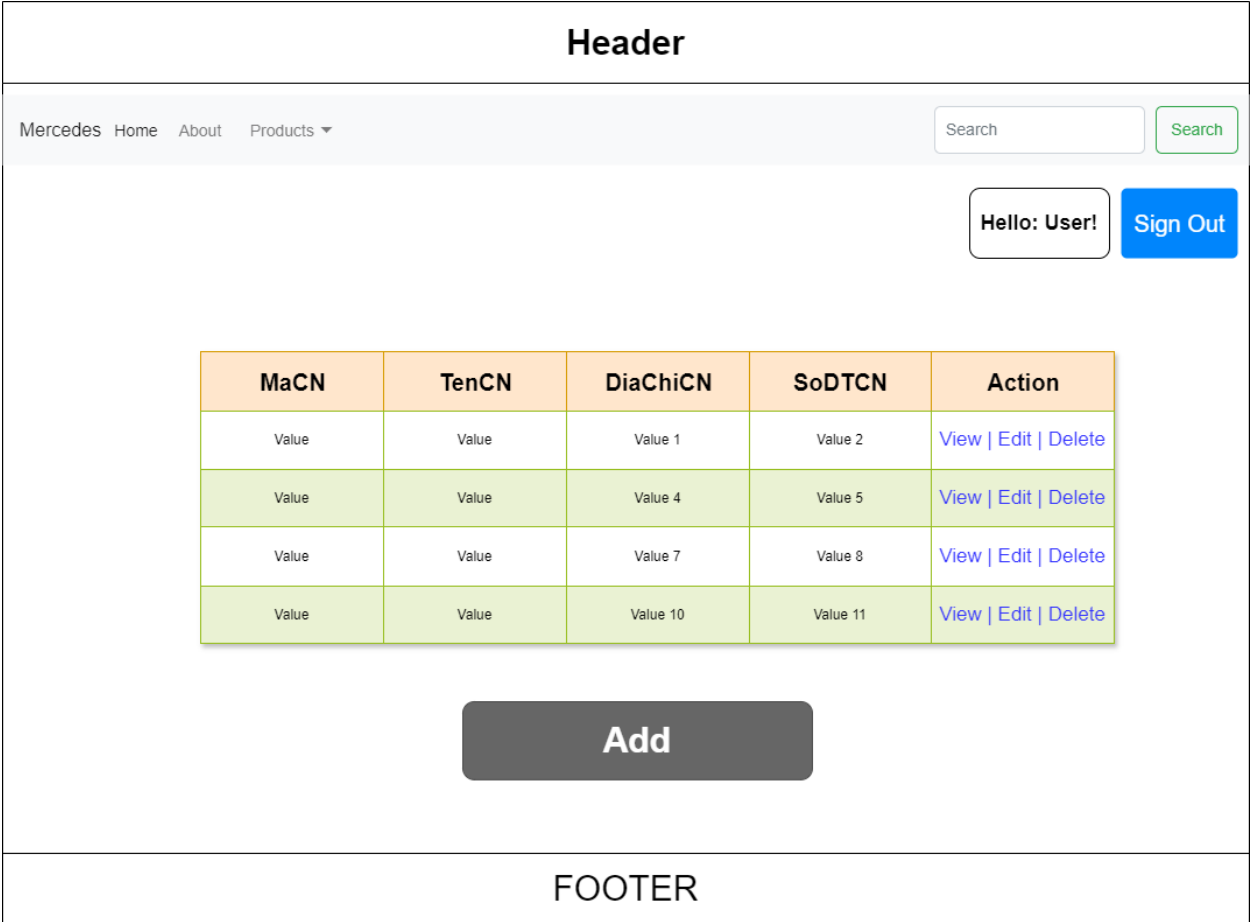 Header
Mercedes Home About Products
Search Search
Hello: User! Sign Out
MaCN TenCN DiaChiCN SoDTCN Action
Value Value Value 1 Value 2 View | Edit | Delete
Value Value Value 4 Value 5 View | Edit | Delete
Value Value Value 7 Value 8 View | Edit | Delete
Value Value Value 10 Value 11 View | Edit | Delete
Add
FOOTER